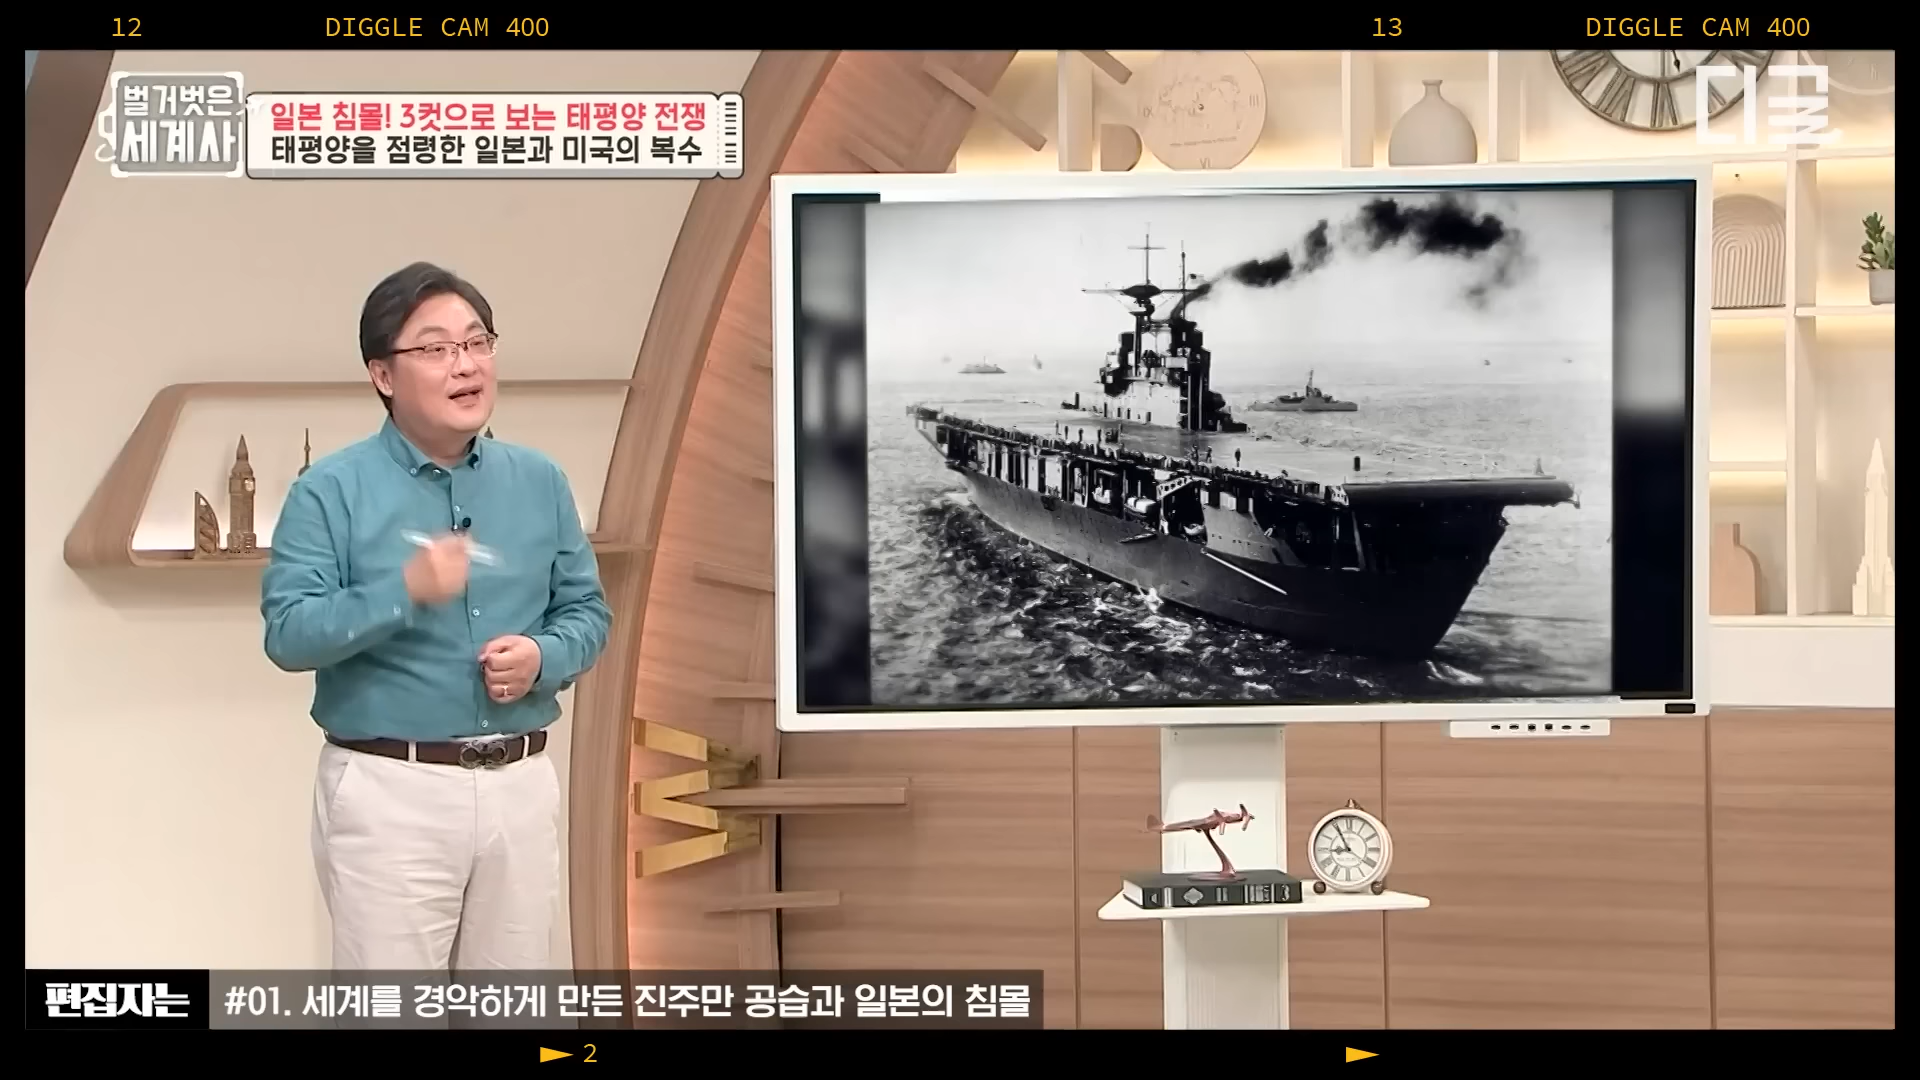 12 DIGGLE CAM 400 13 DIGGLE CAM 400
벌거벗은
세계사
일본 침몰! 3컷으로 보는 태평양 전쟁
태평양을 점령한 일본과 미국의 복수
디글
편집자는
#01. 세계를 경악하게 만든 진주만 공습과 일본의 침몰
2